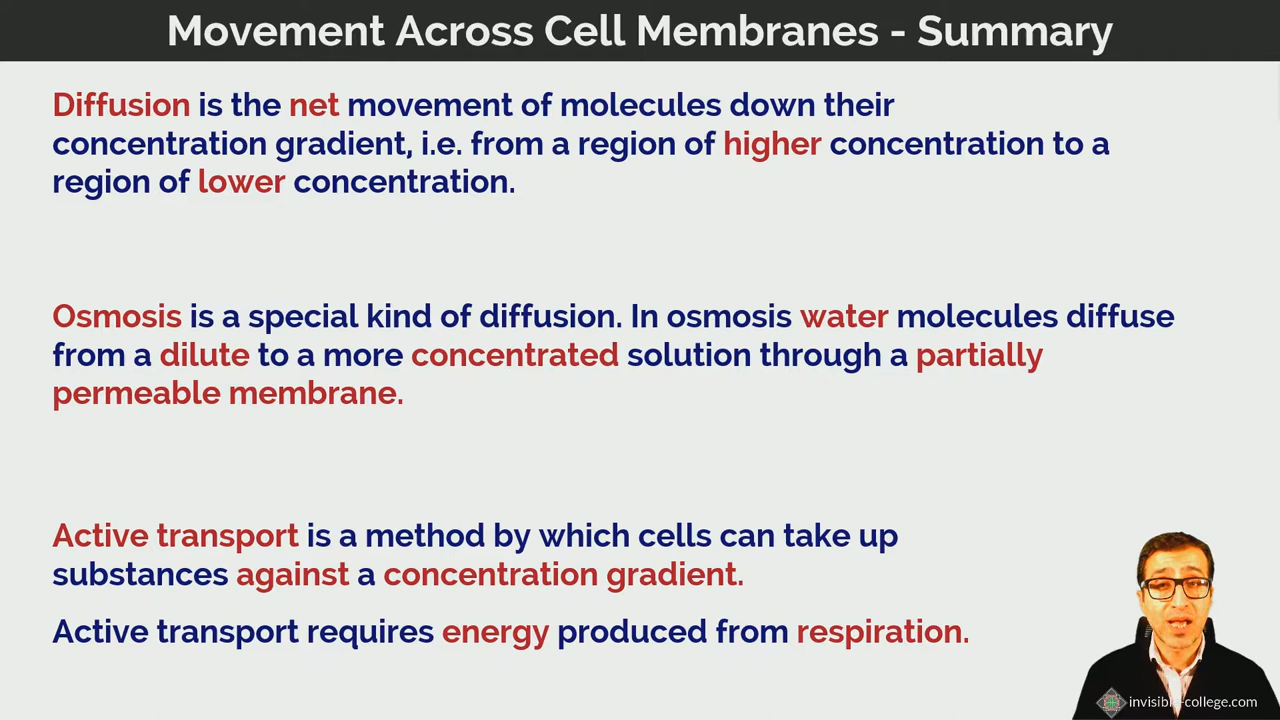 Movement Across Cell Membranes - Summary
Diffusion is the net movement of molecules down their
concentration gradient, i.e. from a region of higher concentration to a
region of lower concentration.
Osmosis is a special kind of diffusion. In osmosis water molecules diffuse
from a dilute to a more concentrated solution through a partially
permeable membrane.
Active transport is a method by which cells can take up
substances against a concentration gradient.
Active transport requires energy produced from respiration.
invisible-college.com